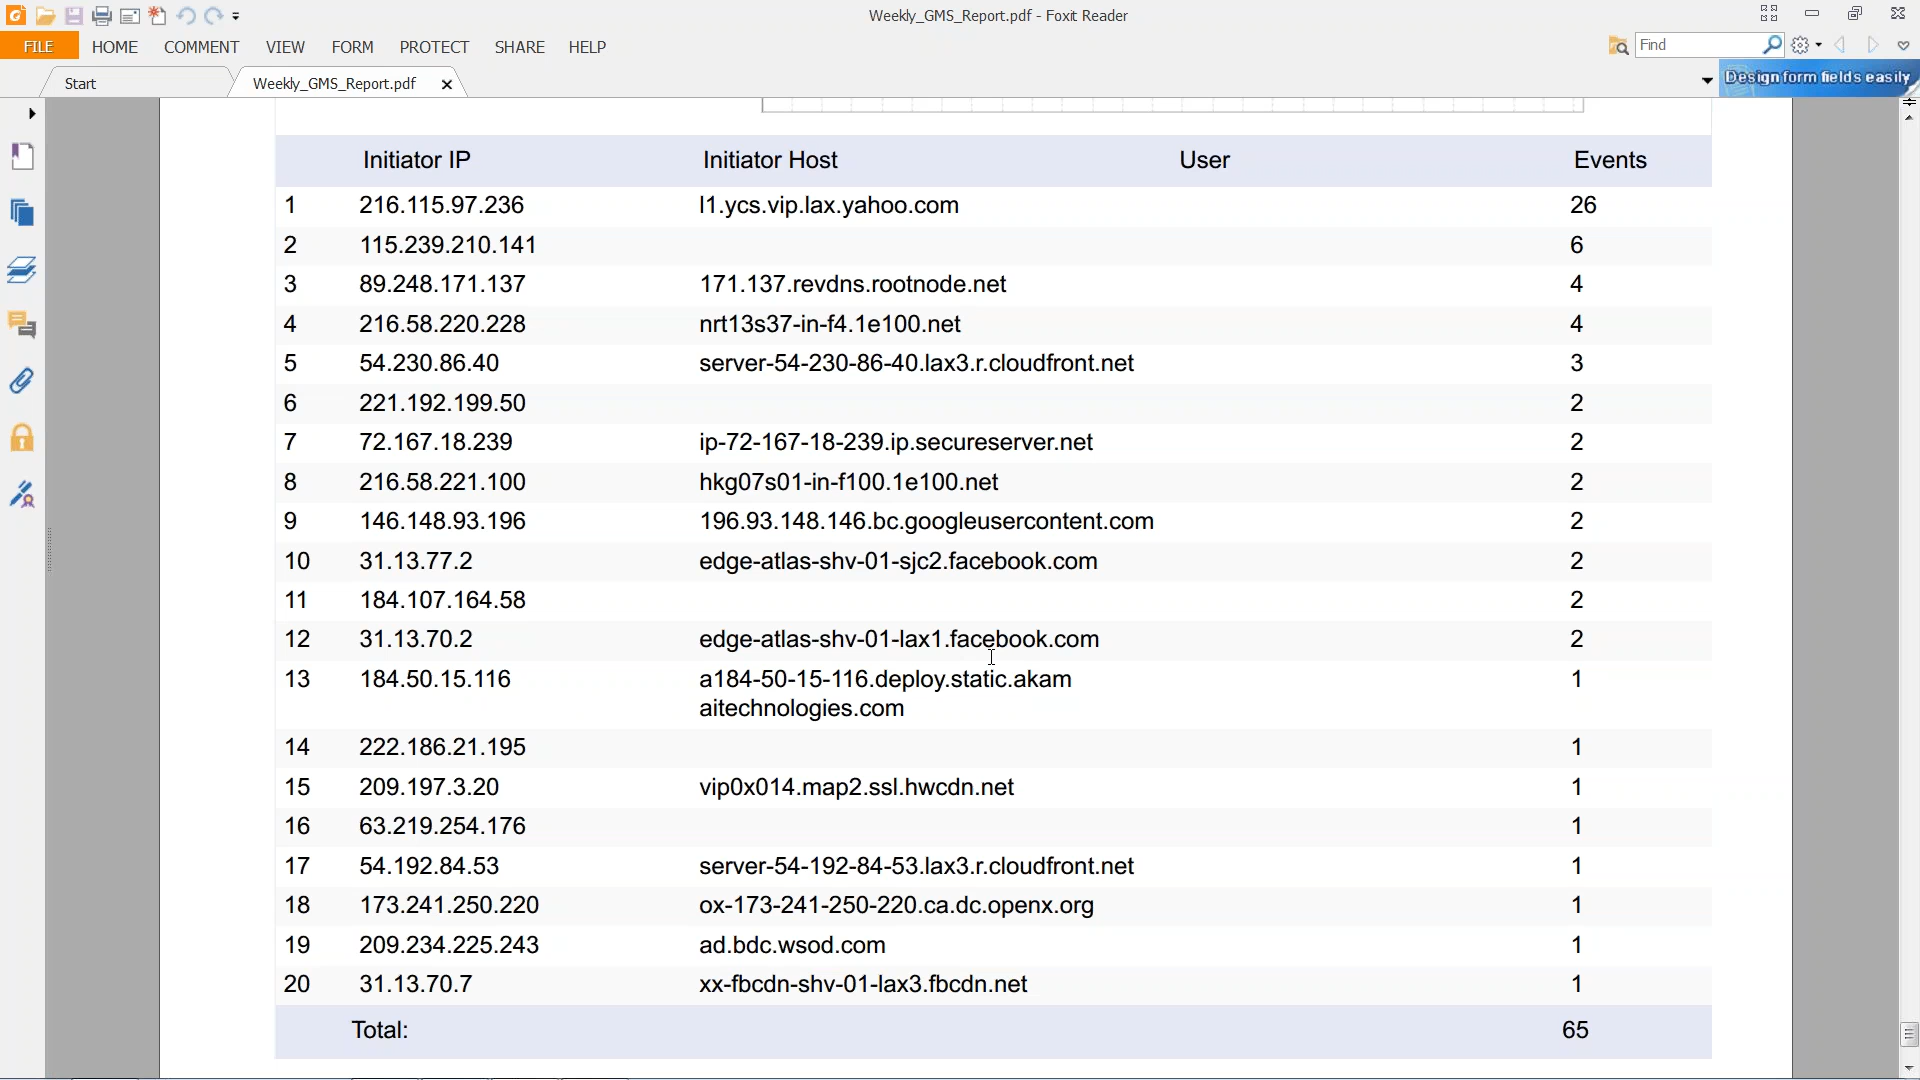 Weekly_GMS_Report.pdf - Foxit Reader
FILE HOME COMMENT VIEW FORM PROTECT SHARE HELP Find
Start Weekly_GMS_Report.pdf Design form fields easily
Initiator IP Initiator Host User Events
1 216.115.97.236 l1.ycs.vip.lax.yahoo.com 26
2 115.239.210.141 6
3 89.248.171.137 171.137.revdns.rootnode.net 4
4 216.58.220.228 nrt13s37-in-f4.1e100.net 4
5 54.230.86.40 server-54-230-86-40.lax3.r.cloudfront.net 3
6 221.192.199.50 2
7 72.167.18.239 ip-72-167-18-239.ip.secureserver.net 2
8 216.58.221.100 hkg07s01-in-f100.1e100.net 2
9 146.148.93.196 196.93.148.146.bc.googleusercontent.com 2
10 31.13.77.2 edge-atlas-shv-01-sjc2.facebook.com 2
11 184.107.164.58 2
12 31.13.70.2 edge-atlas-shv-01-lax1.facebook.com 2
13 184.50.15.116 a184-50-15-116.deploy.static.akam 1
aitechnologies.com
14 222.186.21.195 1
15 209.197.3.20 vip0x014.map2.ssl.hwcdn.net 1
16 63.219.254.176 1
17 54.192.84.53 server-54-192-84-53.lax3.r.cloudfront.net 1
18 173.241.250.220 ox-173-241-250-220.ca.dc.openx.org 1
19 209.234.225.243 ad.bdc.wsod.com 1
20 31.13.70.7 xx-fbcdn-shv-01-lax3.fbcdn.net 1
Total: 65